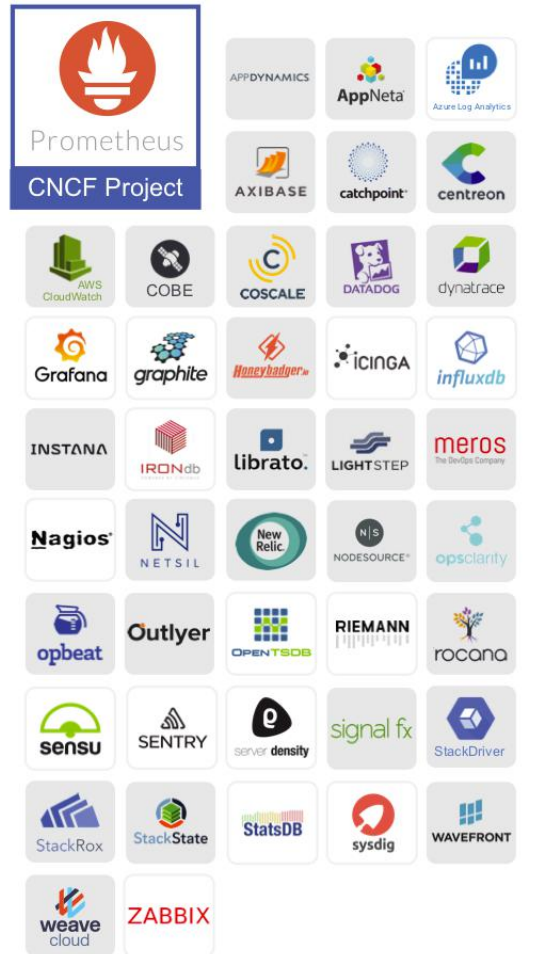 Prometheus
CNCF Project
APPDYNAMICS
AppNeta
Azure Log Analytics
AXIBASE
catchpoint
centreon
AWS
CloudWatch
COBE
C
COSCALE
DATADOG
dynatrace
Grafana
graphite
Honeybadger.io
iCINGA
influxdb
INSTANA
IRONdb
librato.
LIGHTSTEP
meros
The DevOps Company
Nagios®
NETSIL
New
Relic.
N|S
NODESOURCE®
opsclarity
opbeat
Outlyer
OPENTSDB
RIEMANN
rocana
sensu
SENTRY
server density
signal fx
StackDriver
StackRox
StackState
StatsDB
sysdig
WAVEFRONT
weave
cloud
ZABBIX